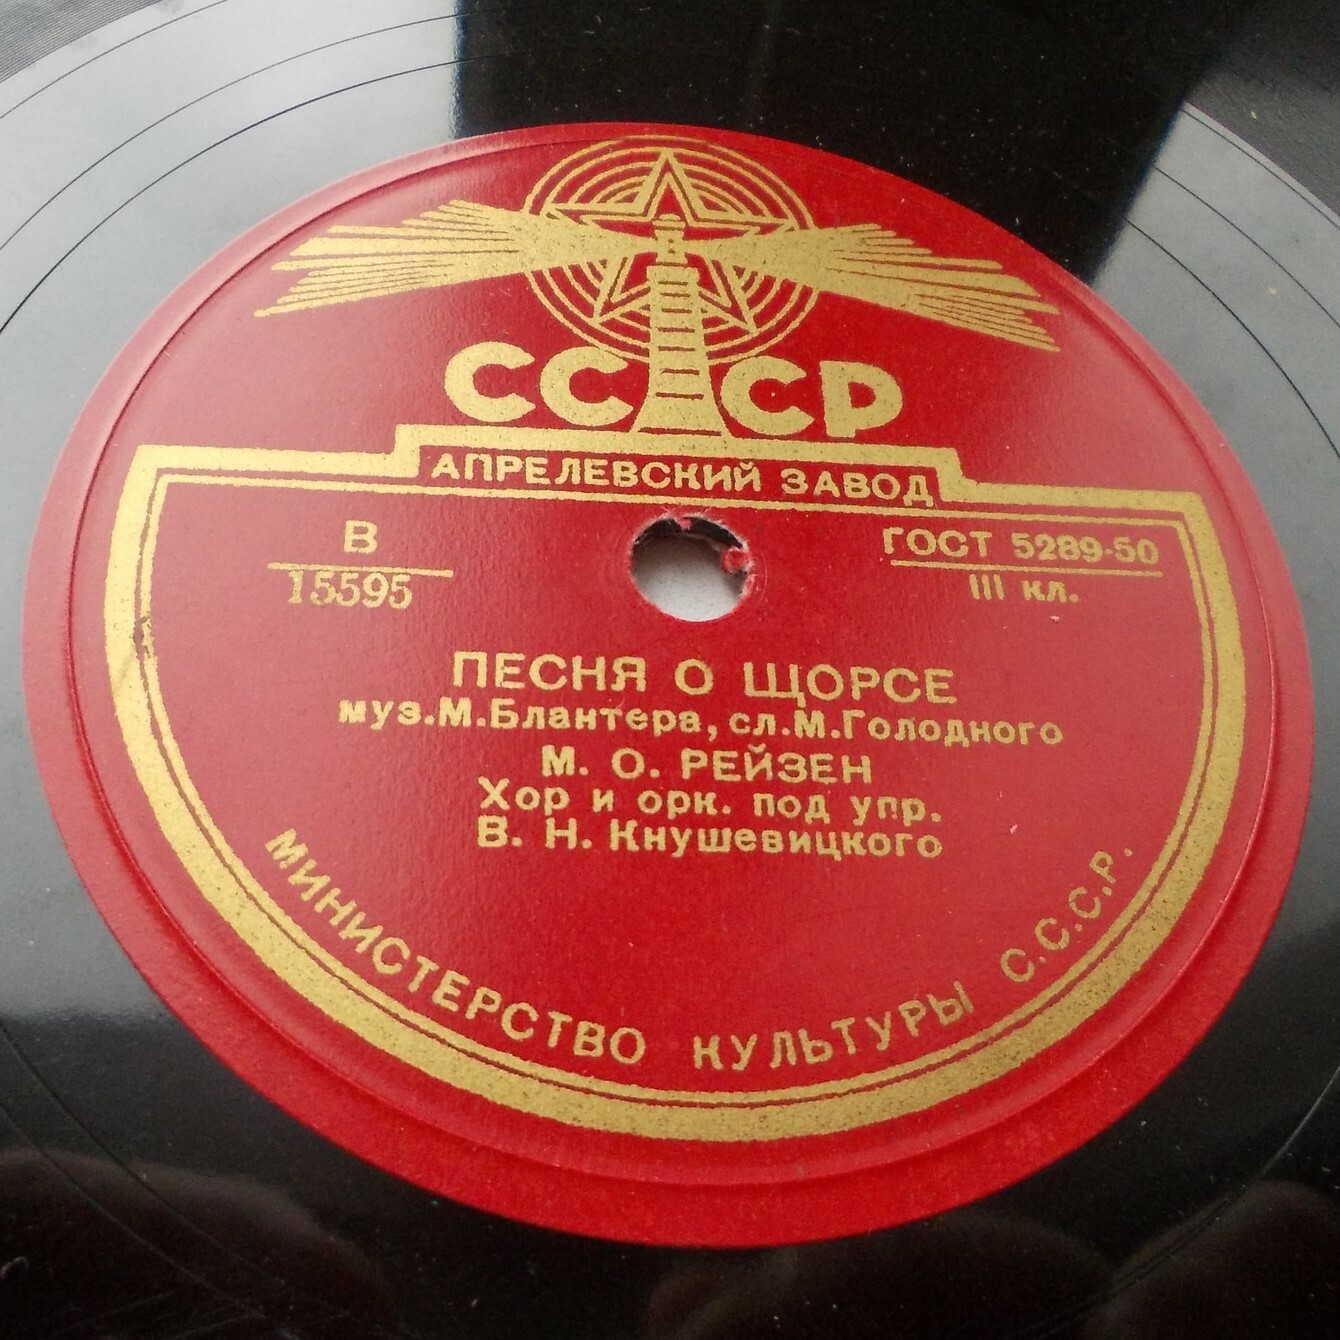 СССР
АПРЕЛЕВСКИЙ ЗАВОД
В
15595
ГОСТ 5289-50
III кл.
ПЕСНЯ О ЩОРСЕ
муз.М.Блантера, сл.М.Голодного
М. О. РЕЙЗЕН
Хор и орк. под упр.
В. Н. Кнушевицкого
МИНИСТЕРСТВО КУЛЬТУРЫ С.С.С.Р.